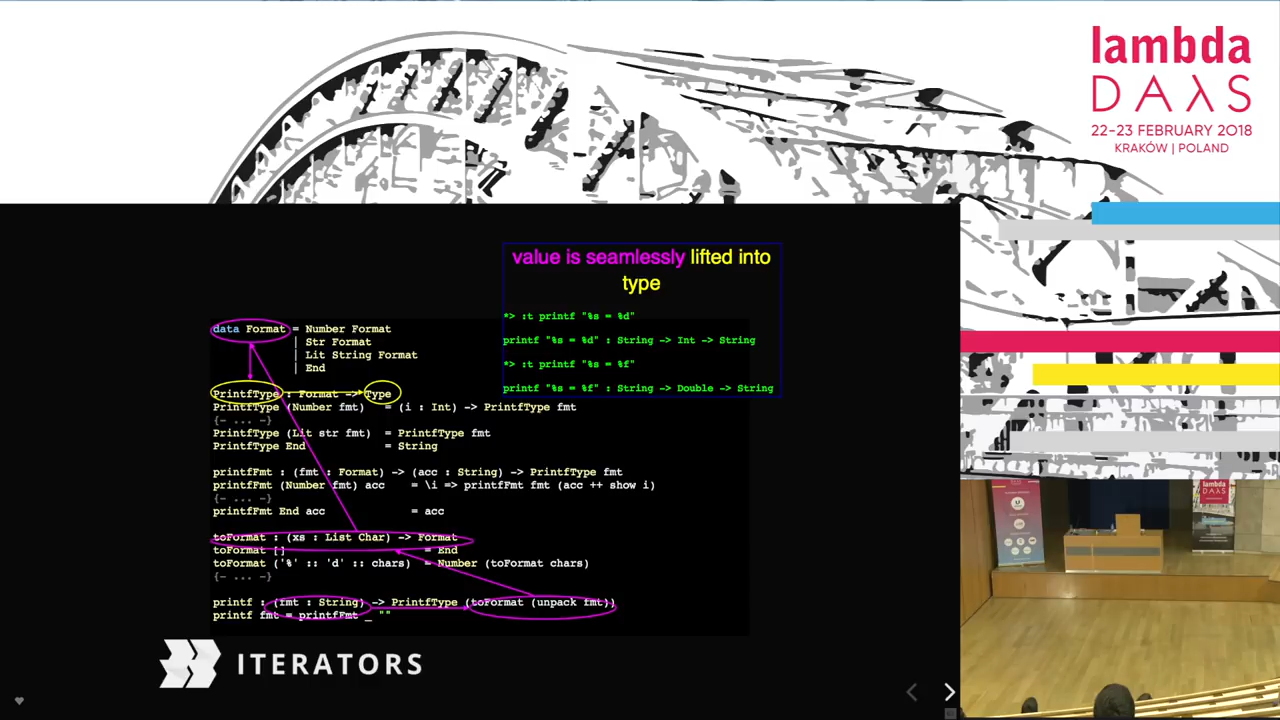 lambda
DAλS
22-23 FEBRUARY 2018
KRAKÓW | POLAND
value is seamlessly lifted into
type
*> :t printf "%s = %d"
printf "%s = %d" : String -> Int -> String
*> :t printf "%s = %f"
printf "%s = %f" : String -> Double -> String
data Format = Number Format
| Str Format
| Lit String Format
| End
PrintfType : Format -> Type
PrintfType (Number fmt) = (i : Int) -> PrintfType fmt
{- ... -}
PrintfType (Lit str fmt) = PrintfType fmt
PrintfType End = String
printfFmt : (fmt : Format) -> (acc : String) -> PrintfType fmt
printfFmt (Number fmt) acc = \i => printfFmt fmt (acc ++ show i)
{- ... -}
printfFmt End acc = acc
toFormat : (xs : List Char) -> Format
toFormat [] = End
toFormat ('%' :: 'd' :: chars) = Number (toFormat chars)
{- ... -}
printf : (fmt : String) -> PrintfType (toFormat (unpack fmt))
printf fmt = printfFmt _ ""
ITERATORS
lambda
DAλS